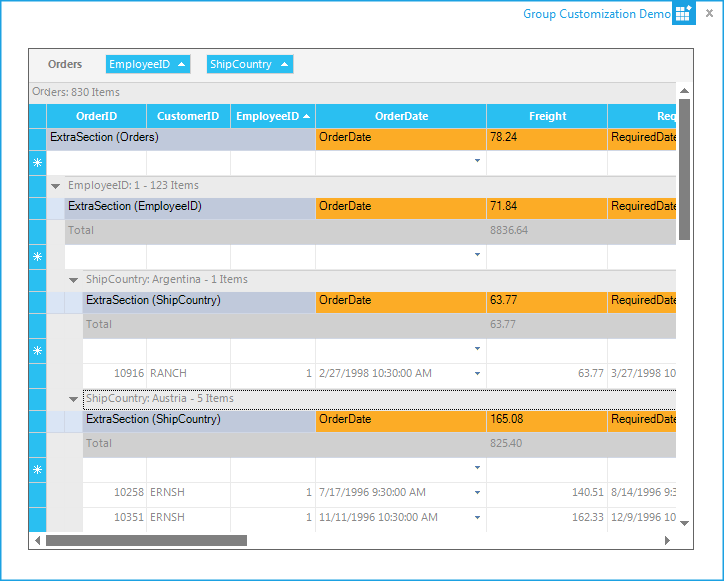 Group Customization Demo
Orders EmployeeID ShipCountry
Orders: 830 Items
OrderID CustomerID EmployeeID OrderDate Freight Req
ExtraSection (Orders) OrderDate 78.24 RequiredDate
EmployeeID: 1 - 123 Items
ExtraSection (EmployeeID) OrderDate 71.84 RequiredDate
Total 8836.64
ShipCountry: Argentina - 1 Items
ExtraSection (ShipCountry) OrderDate 63.77 RequiredDate
Total 63.77
10916 RANCH 1 2/27/1998 10:30:00 AM 63.77 3/27/1998 10
ShipCountry: Austria - 5 Items
ExtraSection (ShipCountry) OrderDate 165.08 RequiredDate
Total 825.40
10258 ERNSH 1 7/17/1996 9:30:00 AM 140.51 8/14/1996 9:3
10351 ERNSH 1 11/11/1996 10:30:00 AM 162.33 12/9/1996 10